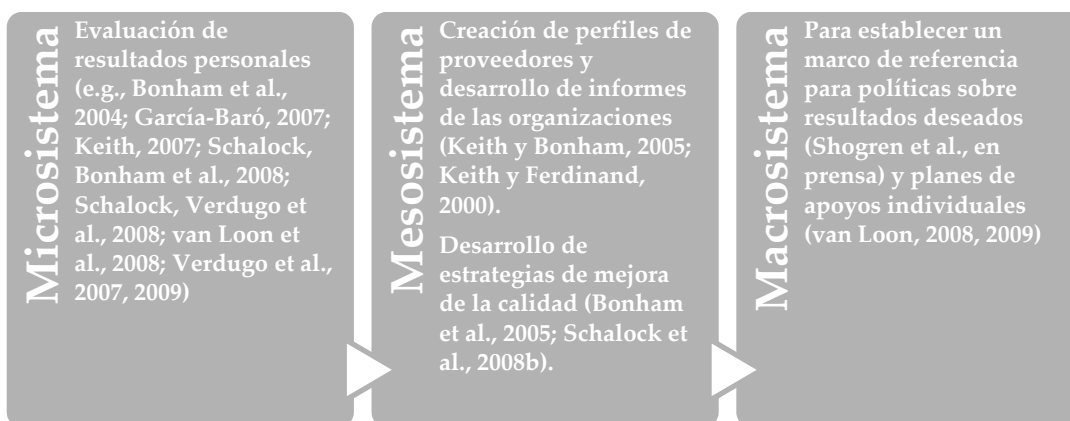 Microsistema
Evaluación de
resultados personales
(e.g., Bonham et al.,
2004; García-Baró, 2007;
Keith, 2007; Schalock,
Bonham et al., 2008;
Schalock, Verdugo et
al., 2008; van Loon et
al., 2008; Verdugo et al.,
2007, 2009)
Mesosistema
Creación de perfiles de
proveedores y
desarrollo de informes
de las organizaciones
(Keith y Bonham, 2005;
Keith y Ferdinand,
2000).
Desarrollo de
estrategias de mejora
de la calidad (Bonham
et al., 2005; Schalock et
al., 2008b).
Macrosistema
Para establecer un
marco de referencia
para políticas sobre
resultados deseados
(Shogren et al., en
prensa) y planes de
apoyos individuales
(van Loon, 2008, 2009)